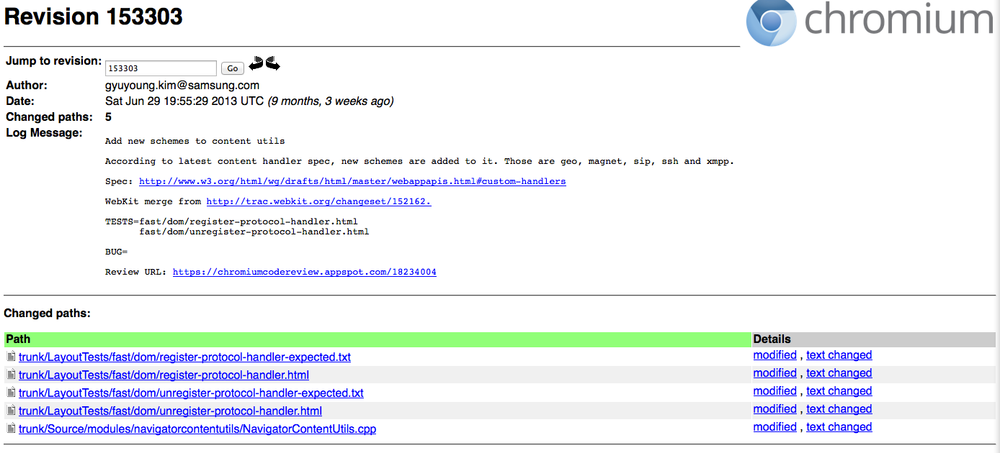 Revision 153303
chromium
Jump to revision: 153303 Go
Author: gyuyoung.kim@samsung.com
Date: Sat Jun 29 19:55:29 2013 UTC (9 months, 3 weeks ago)
Changed paths: 5
Log Message:
Add new schemes to content utils
According to latest content handler spec, new schemes are added to it. Those are geo, magnet, sip, ssh and xmpp.
Spec: http://www.w3.org/html/wg/drafts/html/master/webappapis.html#custom-handlers
WebKit merge from http://trac.webkit.org/changeset/152162.
TESTS=fast/dom/register-protocol-handler.html
fast/dom/unregister-protocol-handler.html
BUG=
Review URL: https://chromiumcodereview.appspot.com/18234004
Changed paths:
Path Details
trunk/LayoutTests/fast/dom/register-protocol-handler-expected.txt modified , text changed
trunk/LayoutTests/fast/dom/register-protocol-handler.html modified , text changed
trunk/LayoutTests/fast/dom/unregister-protocol-handler-expected.txt modified , text changed
trunk/LayoutTests/fast/dom/unregister-protocol-handler.html modified , text changed
trunk/Source/modules/navigatorcontentutils/NavigatorContentUtils.cpp modified , text changed